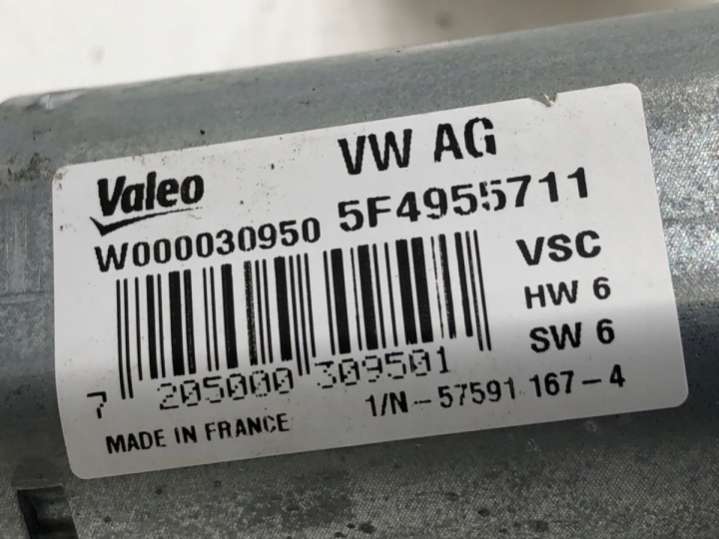 VW AG
Valeo
W000030950 5F4955711
VSC
HW 6
SW 6
7 205000 309501
1/N-57591 167-4
MADE IN FRANCE